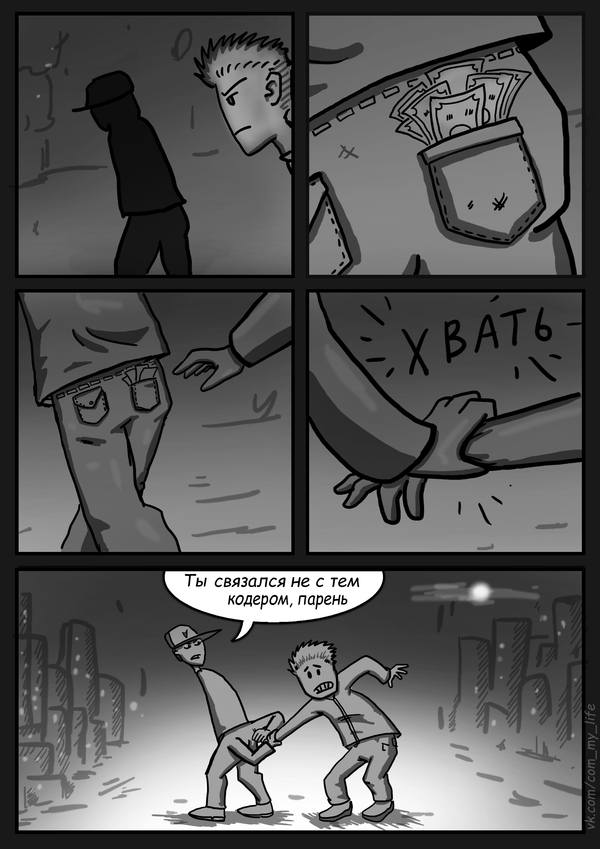 ХВАТЬ
Ты связался не с тем
кодером, парень
vk.com/com_my_life